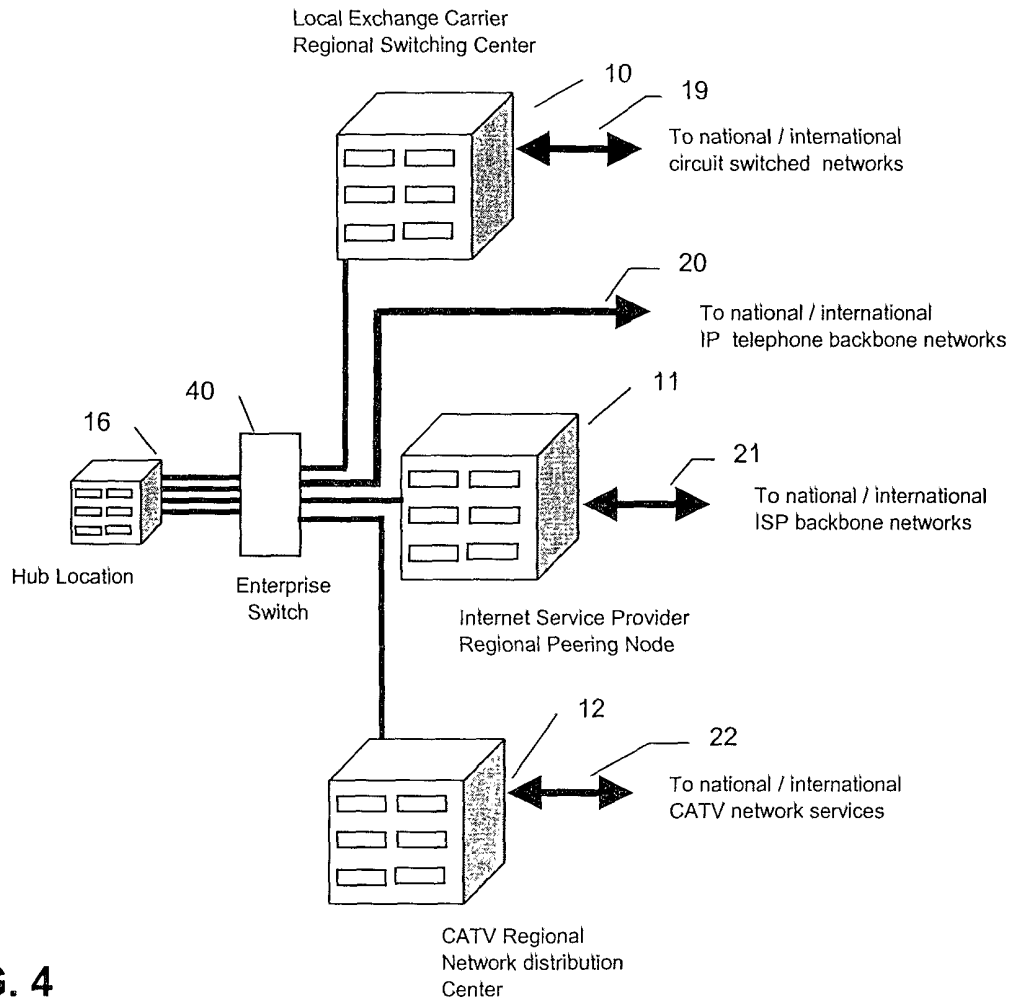 Local Exchange Carrier
Regional Switching Center
10
19
To national / international
circuit switched networks
20
To national / international
IP telephone backbone networks
40
16
11
21
To national / international
ISP backbone networks
Hub Location
Enterprise
Switch
Internet Service Provider
Regional Peering Node
12
22
To national / international
CATV network services
CATV Regional
Network distribution
Center
G. 4